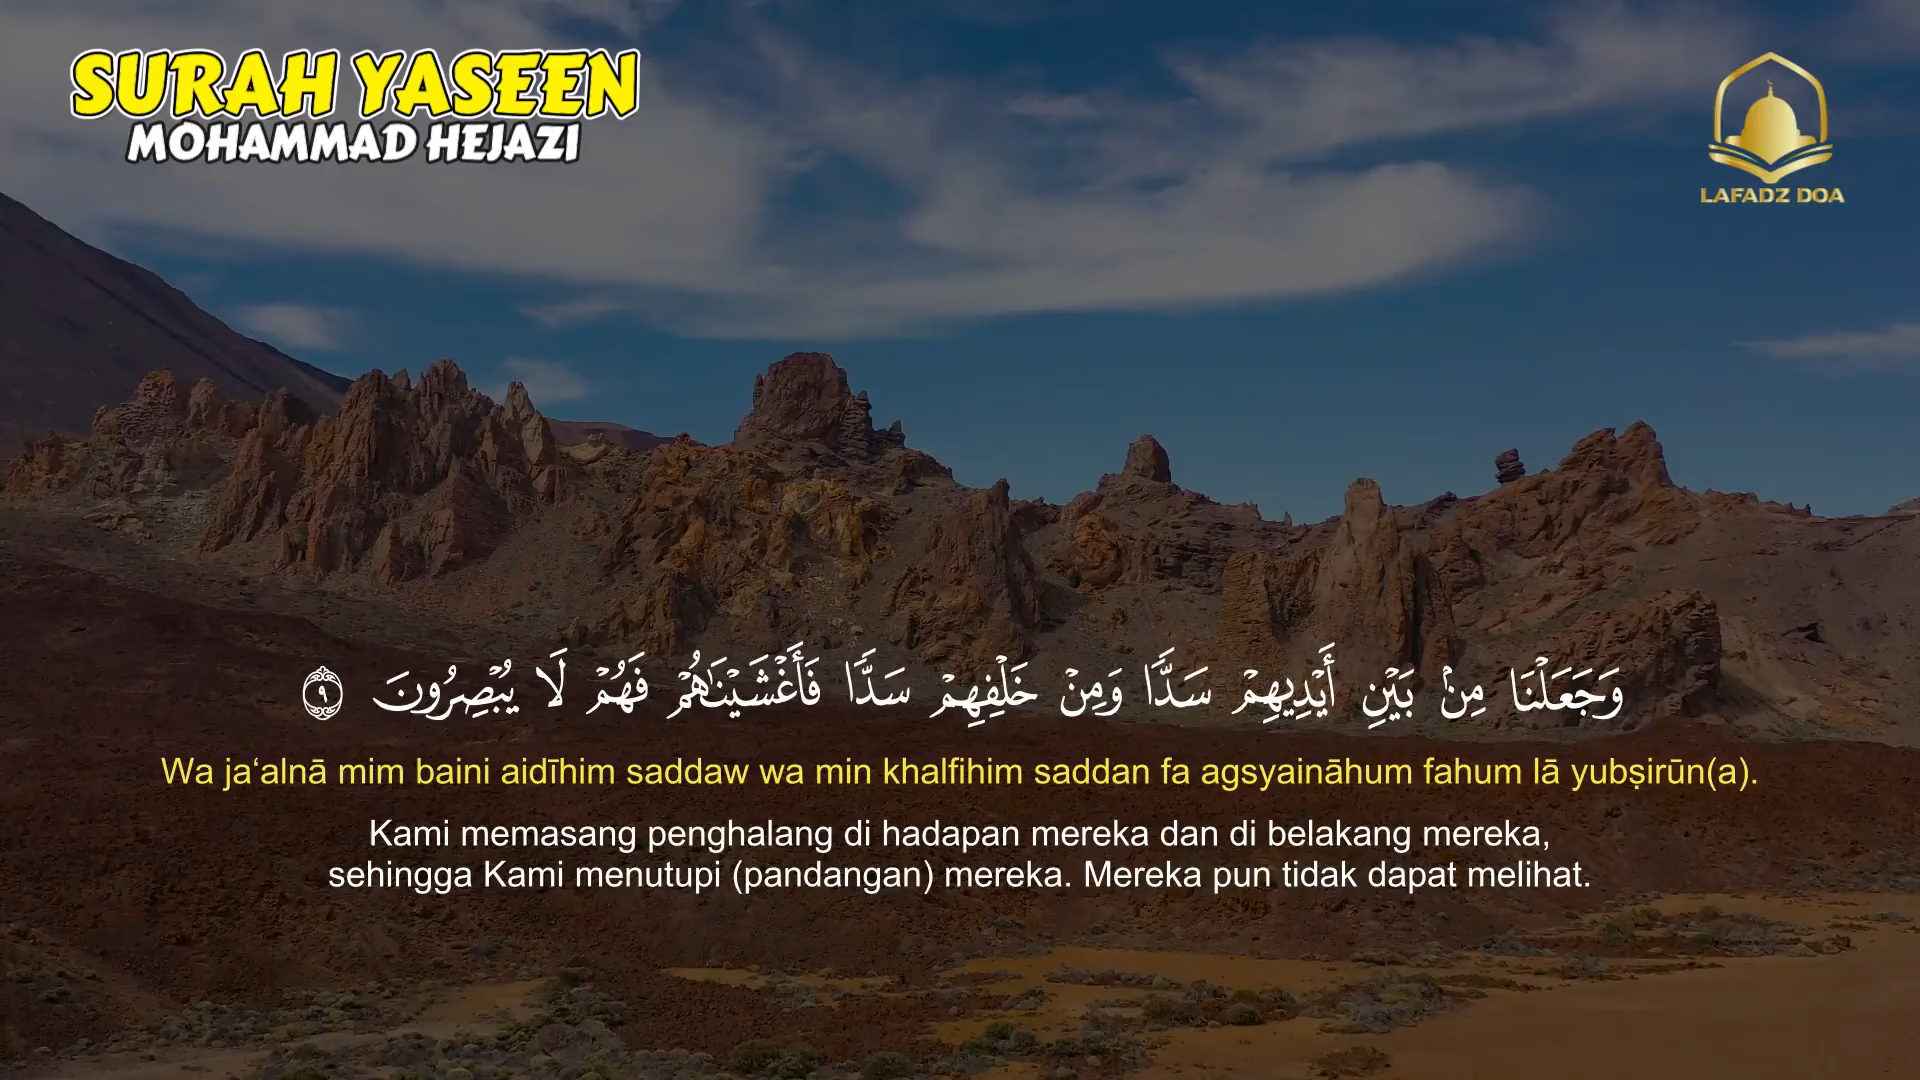 SURAH YASEEN
MOHAMMAD HEJAZI
LAFADZ DOA
وَجَعَلْنَا مِنۢ بَيْنِ أَيْدِيهِمْ سَدًّا وَمِنْ خَلْفِهِمْ سَدًّا فَأَغْشَيْنَـٰهُمْ فَهُمْ لَا يُبْصِرُونَ ٩
Wa ja‘alnā mim baini aidīhim saddaw wa min khalfihim saddan fa agsyaināhum fahum lā yubṣirūn(a).
Kami memasang penghalang di hadapan mereka dan di belakang mereka,
sehingga Kami menutupi (pandangan) mereka. Mereka pun tidak dapat melihat.